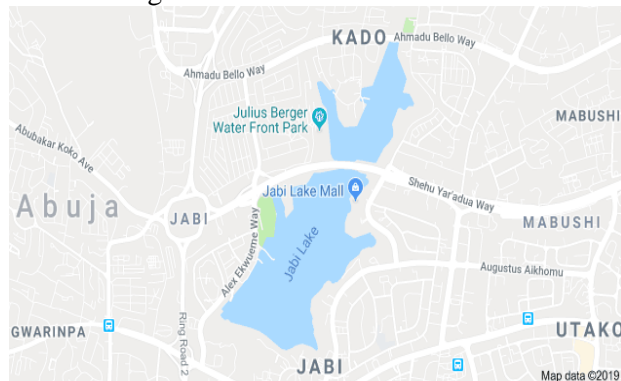 KADO
Ahmadu Bello Way
Ahmadu Bello Way
Julius Berger
Water Front Park
MABUSHI
Abubakar Koko Ave
Jabi Lake Mall
Shehu Yar'adua Way
Abuja
JABI
MABUSHI
Alex Ekwueme Way
Jabi Lake
Augustus Aikhomu
Ring Road 2
GWARINPA
UTAKO
JABI
Map data ©2019